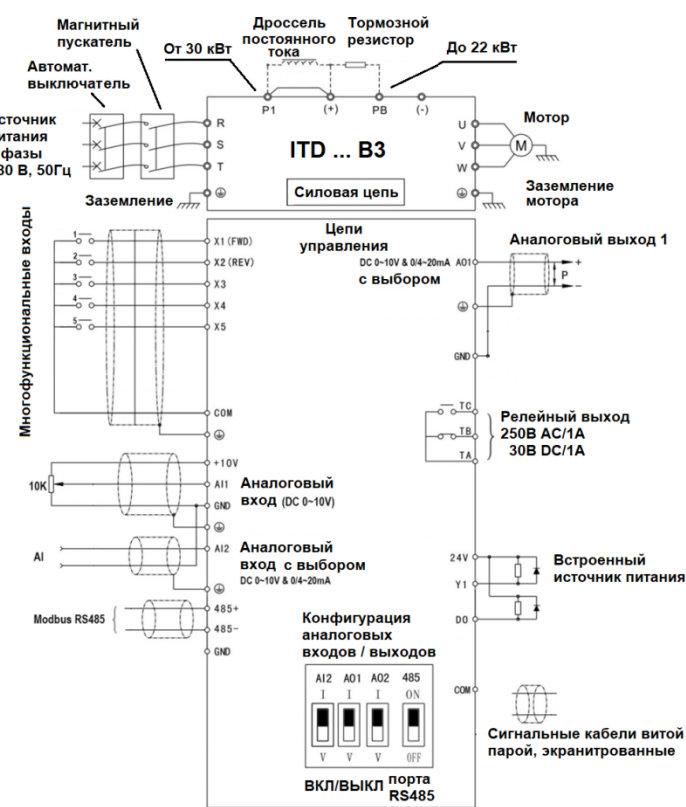 Магнитный
пускатель
Дроссель
постоянного
тока
Тормозной
резистор
От 30 кВт
До 22 кВт
Автомат.
выключатель
P1
(+)
PB
(-)
сточник
итания
фазы
80 В, 50Гц
R
S
T
U
V
W
M
Мотор
ITD ... B3
Силовая цепь
Заземление
Заземление
мотора
Многофункциональные входы
1
2
3
4
5
X1 (FWD)
X2 (REV)
X3
X4
X5
COM
Цепи
управления
DC 0~10V & 0/4~20mA AO1
с выбором
Аналоговый выход 1
+
P
−
GND
TC
TB
TA
Релейный выход
250В AC/1А
30В DC/1А
+10V
10K
AI1
GND
Аналоговый
вход (DC 0~10V)
AI
AI2
Аналоговый
вход с выбором
DC 0~10V & 0/4~20mA
24V
Y1
DO
Встроенный
источник питания
Modbus RS485
485+
485-
GND
Конфигурация
аналоговых
входов / выходов
AI2 AO1 AO2 485
I I I ON
V V V OFF
ВКЛ/ВЫКЛ порта
RS485
COM
Сигнальные кабели витой
парой, экранитрованные